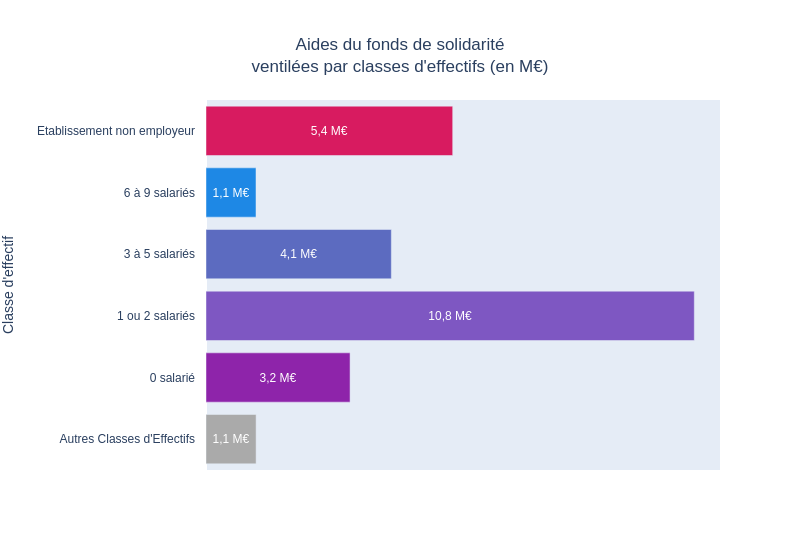 Aides du fonds de solidarité
ventilées par classes d'effectifs (en M€)
Classe d'effectif
Etablissement non employeur
5,4 M€
6 à 9 salariés
1,1 M€
3 à 5 salariés
4,1 M€
1 ou 2 salariés
10,8 M€
0 salarié
3,2 M€
Autres Classes d'Effectifs
1,1 M€